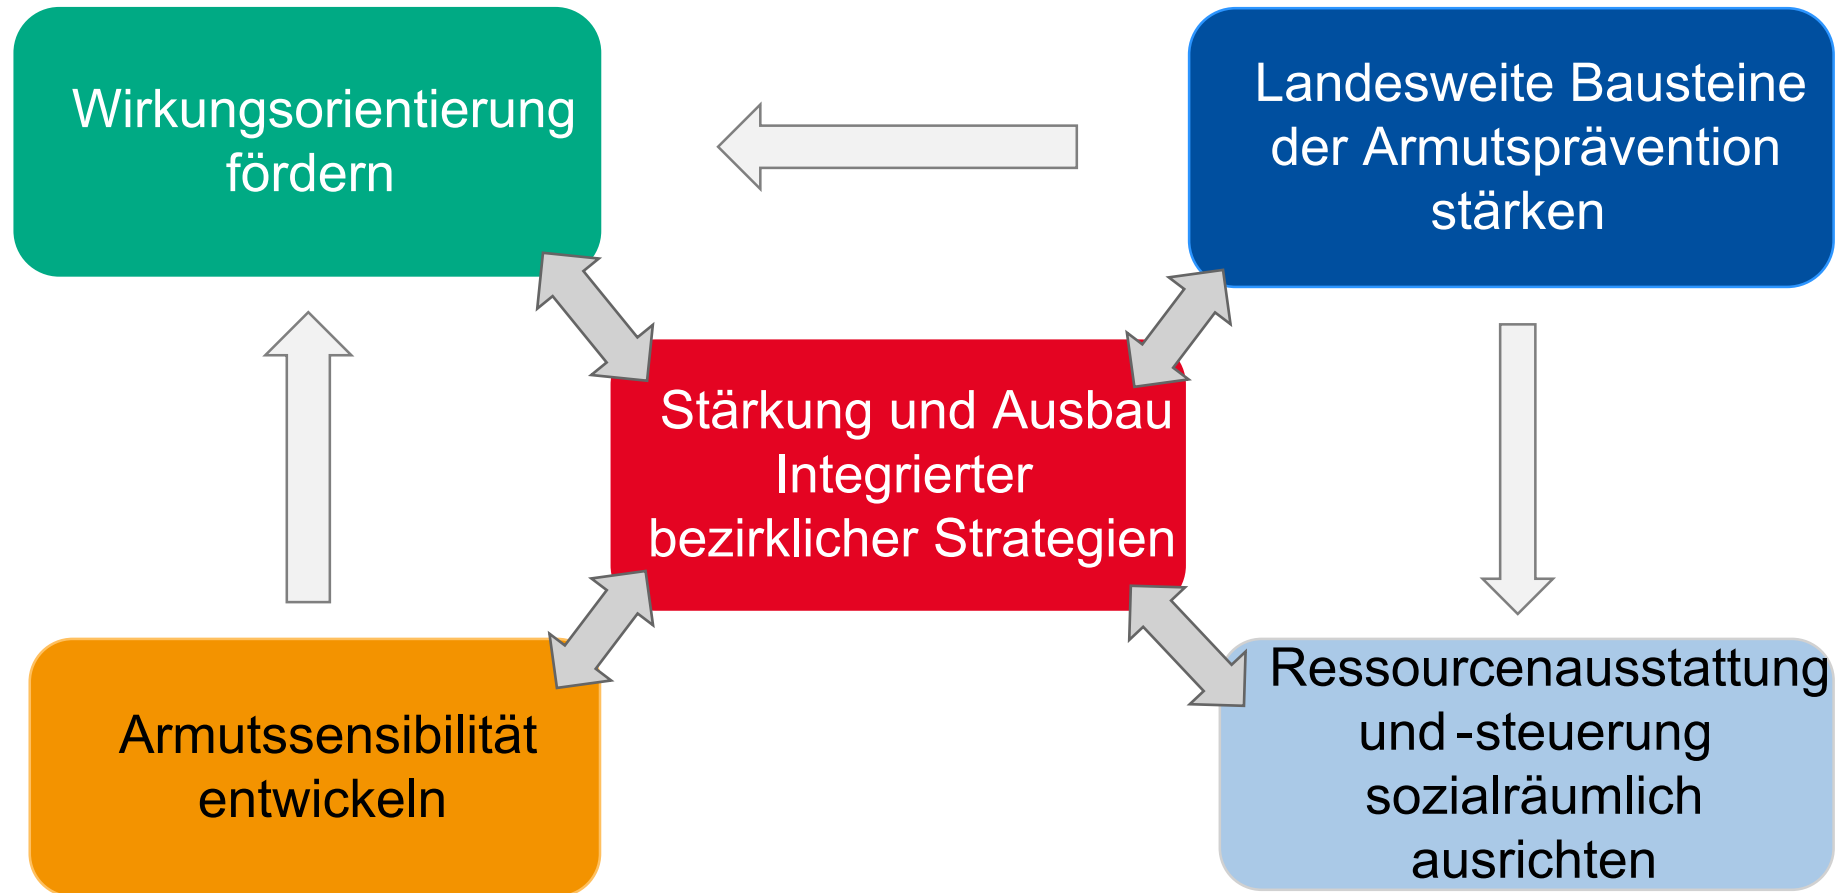 Wirkungsorientierung
fördern
Landesweite Bausteine
der Armutsprävention
stärken
Stärkung und Ausbau
Integrierter
bezirklicher Strategien
Armutssensibilität
entwickeln
Ressourcenausstattung
und -steuerung
sozialräumlich
ausrichten